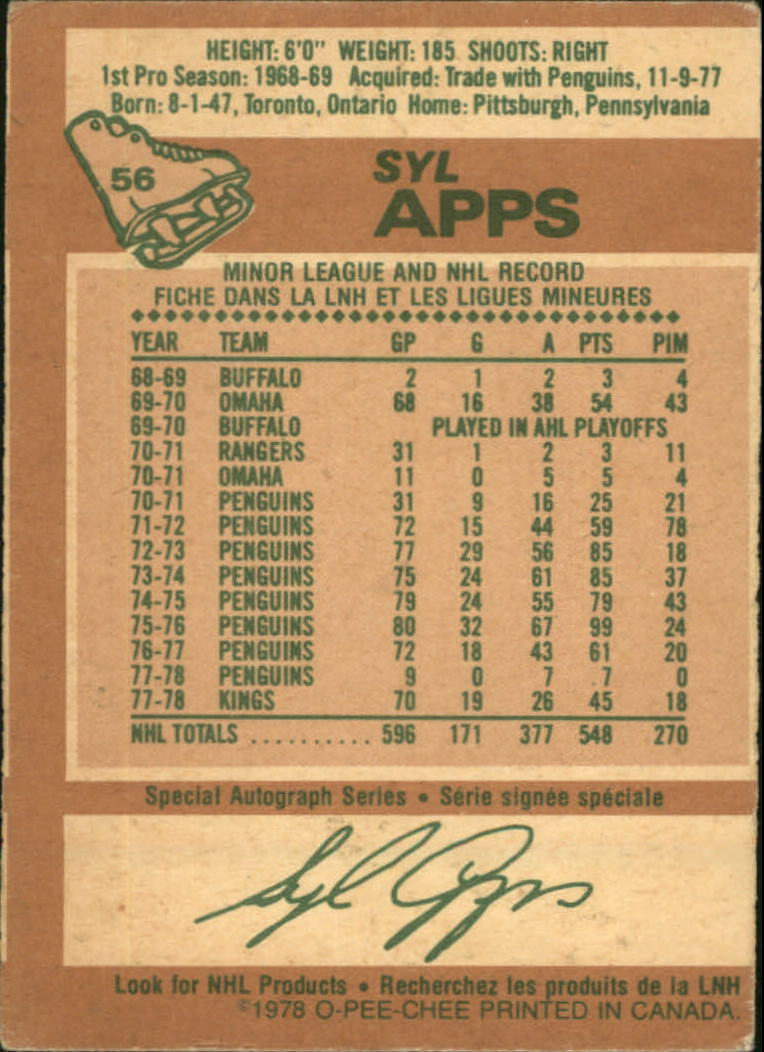 HEIGHT: 6'0" WEIGHT: 185 SHOOTS: RIGHT
1st Pro Season: 1968-69 Acquired: Trade with Penguins, 11-9-77
Born: 8-1-47, Toronto, Ontario Home: Pittsburgh, Pennsylvania
56
SYL
APPS
MINOR LEAGUE AND NHL RECORD
FICHE DANS LA LNH ET LES LIGUES MINEURES
YEAR TEAM GP G A PTS PIM
68-69 BUFFALO 2 1 2 3 4
69-70 OMAHA 68 16 38 54 43
69-70 BUFFALO PLAYED IN AHL PLAYOFFS
70-71 RANGERS 31 1 2 3 11
70-71 OMAHA 11 0 5 5 4
70-71 PENGUINS 31 9 16 25 21
71-72 PENGUINS 72 15 44 59 78
72-73 PENGUINS 77 29 56 85 18
73-74 PENGUINS 75 24 61 85 37
74-75 PENGUINS 79 24 55 79 43
75-76 PENGUINS 80 32 67 99 24
76-77 PENGUINS 72 18 43 61 20
77-78 PENGUINS 9 0 7 7 0
77-78 KINGS 70 19 26 45 18
NHL TOTALS .......... 596 171 377 548 270
Special Autograph Series • Série signée spéciale
Syl Apps
Look for NHL Products • Recherchez les produits de la LNH
©1978 O-PEE-CHEE PRINTED IN CANADA.